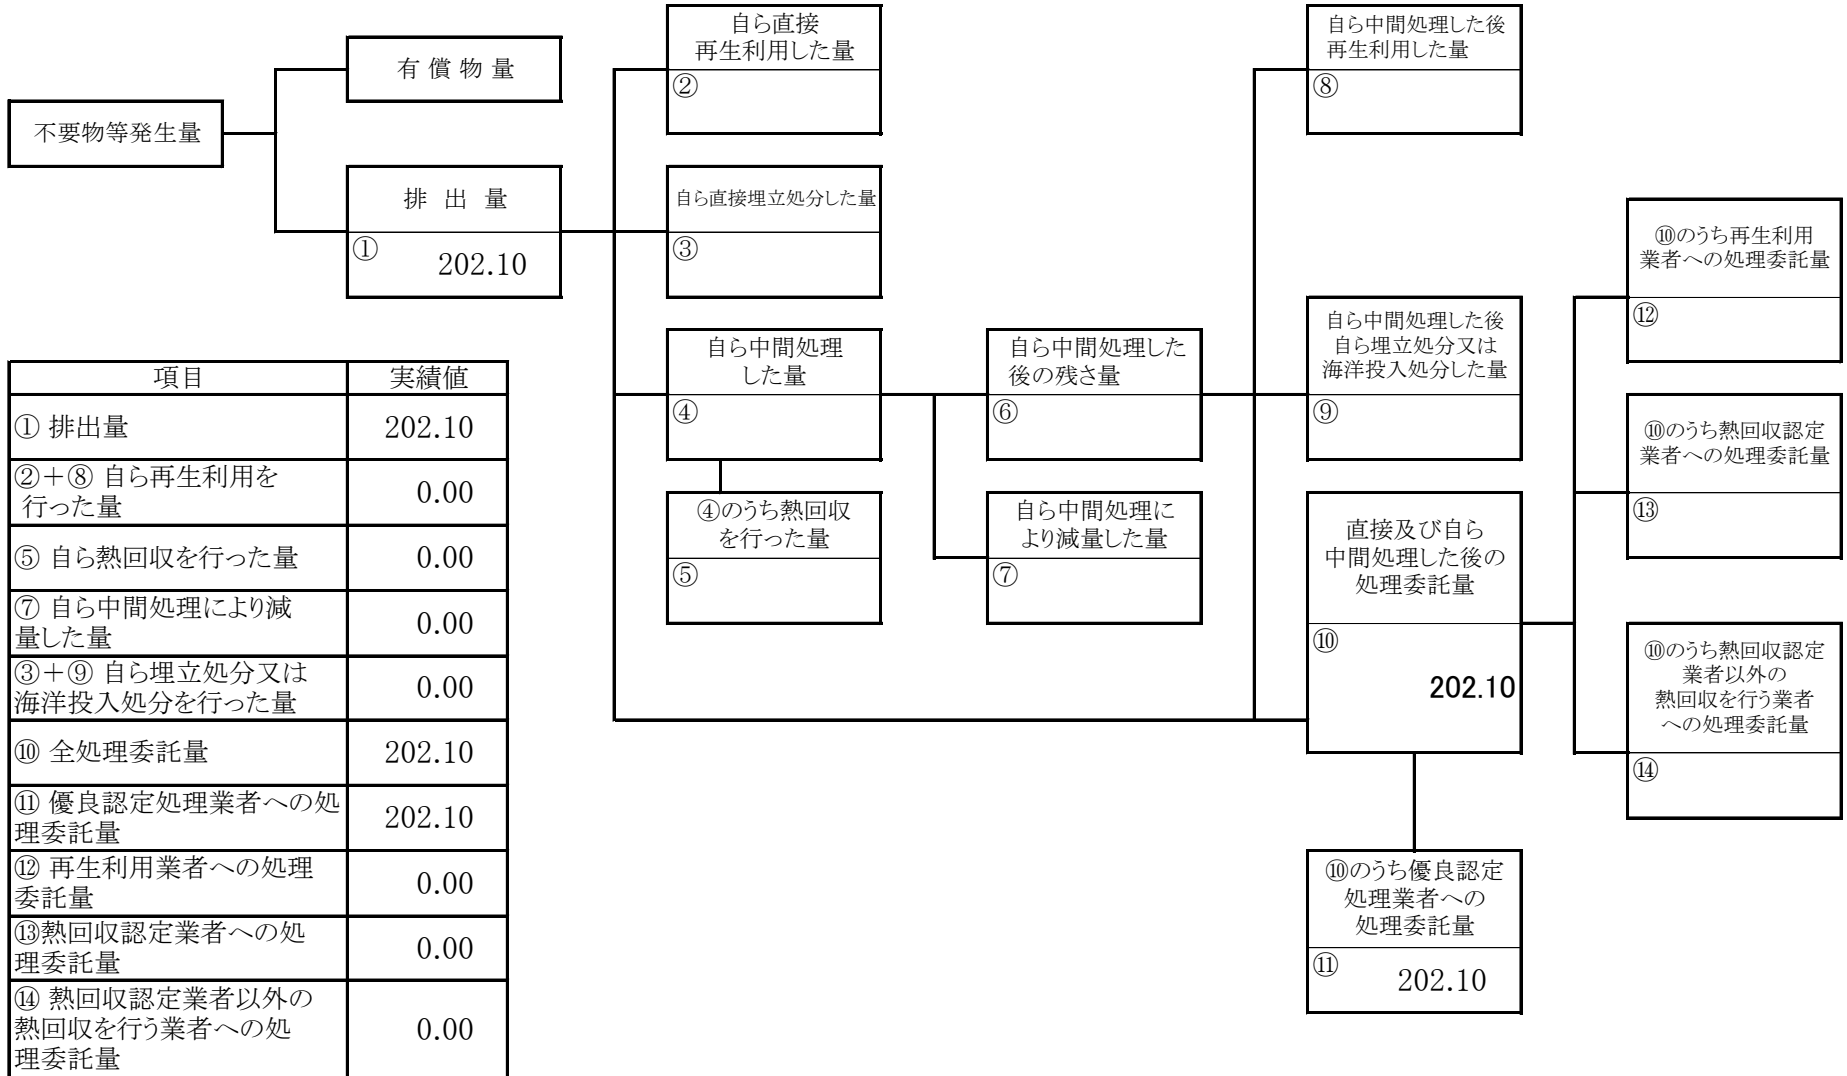 自ら直接
再生利用した量
②
自ら中間処理した後
再生利用した量
⑧
有 償 物 量
不要物等発生量
排 出 量
①
202.10
自ら直接埋立処分した量
③
⑩のうち再生利用
業者への処理委託量
⑫
自ら中間処理
した量
④
自ら中間処理した
後の残さ量
⑥
自ら中間処理した後
自ら埋立処分又は
海洋投入処分した量
⑨
⑩のうち熱回収認定
業者への処理委託量
⑬
④のうち熱回収
を行った量
⑤
自ら中間処理に
より減量した量
⑦
直接及び自ら
中間処理した後の
処理委託量
⑩
202.10
⑩のうち熱回収認定
業者以外の
熱回収を行う業者
への処理委託量
⑭
⑩のうち優良認定
処理業者への
処理委託量
⑪
202.10
項目 実績値
① 排出量 202.10
②+⑧ 自ら再生利用を
行った量 0.00
⑤ 自ら熱回収を行った量 0.00
⑦ 自ら中間処理により減
量した量 0.00
③+⑨ 自ら埋立処分又は
海洋投入処分を行った量 0.00
⑩ 全処理委託量 202.10
⑪ 優良認定処理業者への処
理委託量 202.10
⑫ 再生利用業者への処理
委託量 0.00
⑬熱回収認定業者への処
理委託量 0.00
⑭ 熱回収認定業者以外の
熱回収を行う業者への処
理委託量 0.00